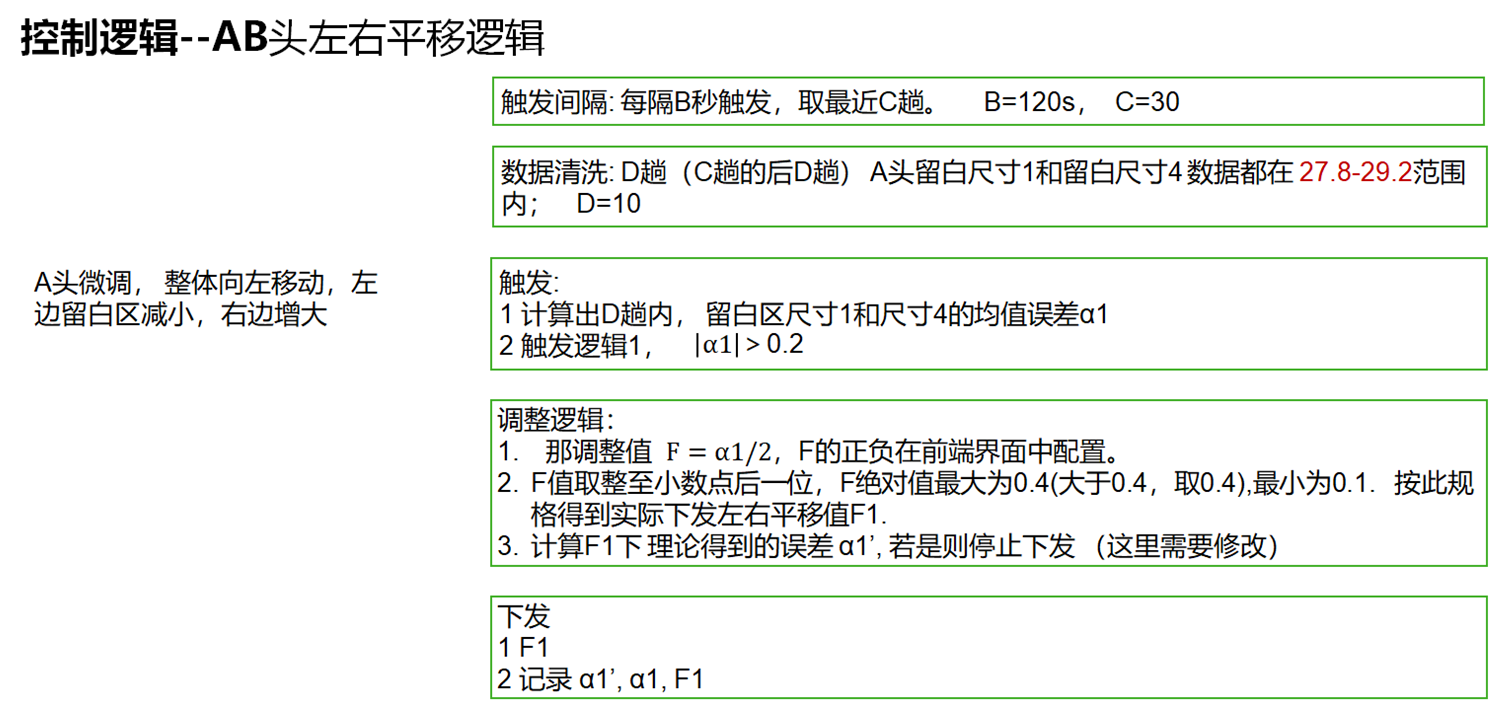 控制逻辑--AB头左右平移逻辑
触发间隔: 每隔B秒触发，取最近C趟。 B=120s， C=30
数据清洗: D趟（C趟的后D趟） A头留白尺寸1和留白尺寸4 数据都在 27.8-29.2范围
内； D=10
A头微调， 整体向左移动，左
边留白区减小，右边增大
触发:
1 计算出D趟内， 留白区尺寸1和尺寸4的均值误差α1
2 触发逻辑1， |α1| > 0.2
调整逻辑：
1. 那调整值 F = α1/2，F的正负在前端界面中配置。
2. F值取整至小数点后一位，F绝对值最大为0.4(大于0.4，取0.4),最小为0.1. 按此规
格得到实际下发左右平移值F1.
3. 计算F1下 理论得到的误差 α1’, 若是则停止下发 （这里需要修改）
下发
1 F1
2 记录 α1’, α1, F1